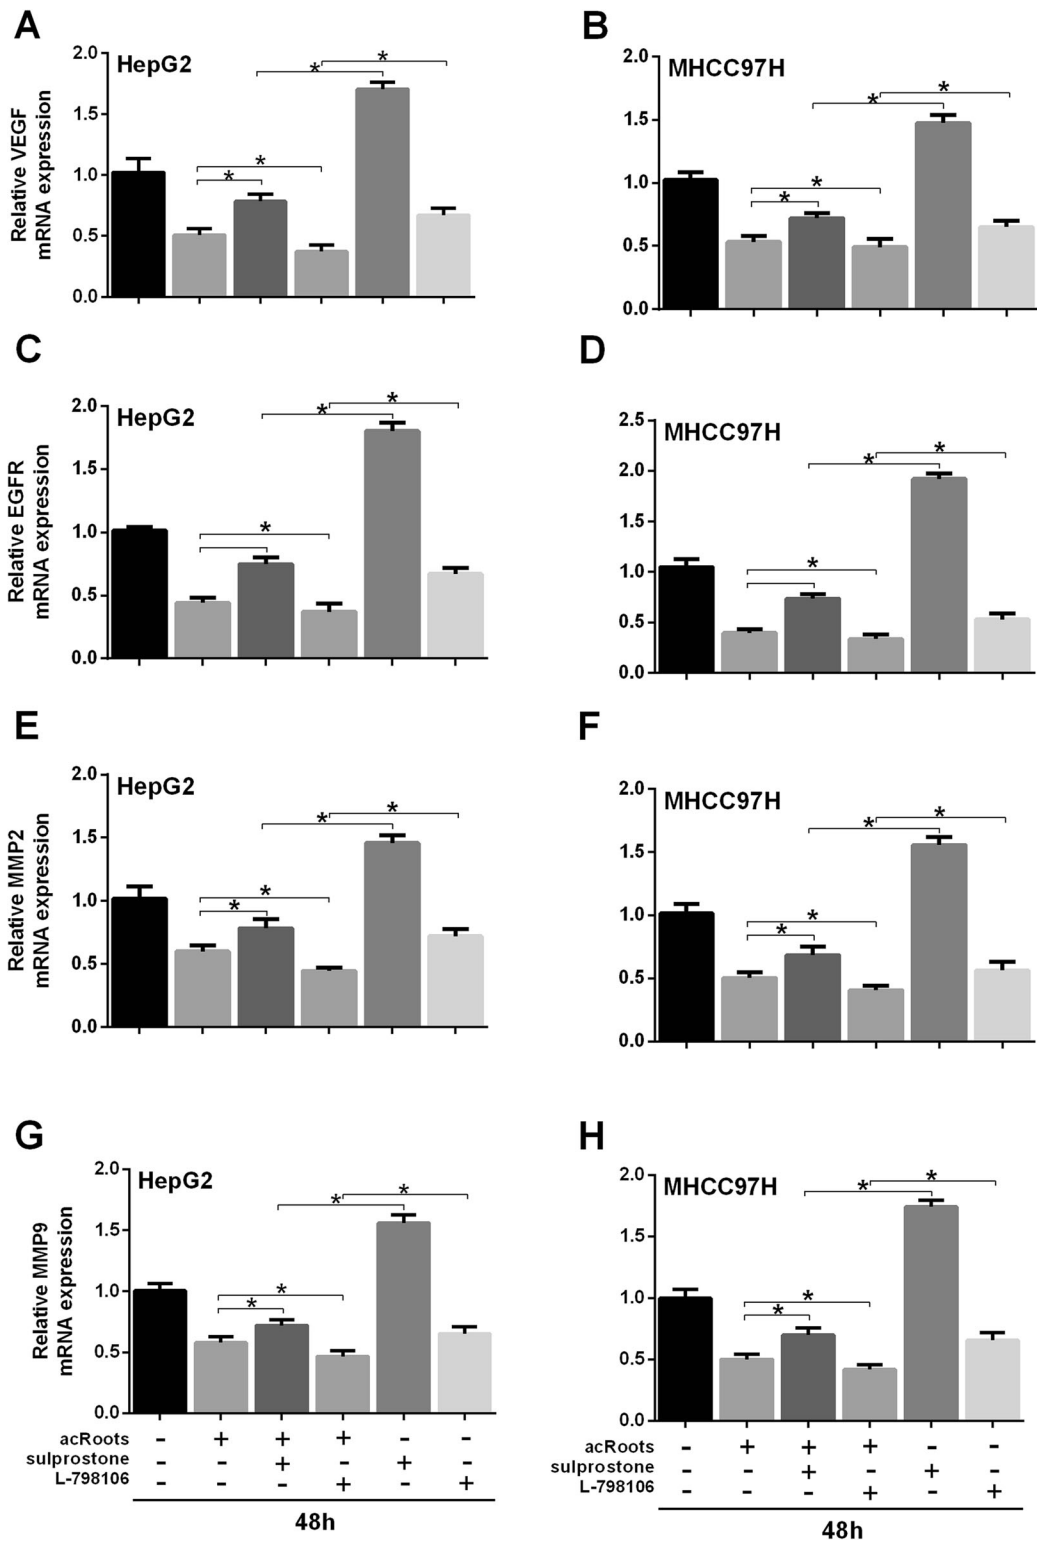 A
HepG2
Relative VEGF
mRNA expression
2.0
1.5
1.0
0.5
0.0
* * * *
B
MHCC97H
2.0
1.5
1.0
0.5
0.0
* * * *
C
HepG2
Relative EGFR
mRNA expression
2.0
1.5
1.0
0.5
0.0
* * *
D
MHCC97H
2.5
2.0
1.5
1.0
0.5
0.0
* * *
E
HepG2
Relative MMP2
mRNA expression
2.0
1.5
1.0
0.5
0.0
* * * *
F
MHCC97H
2.0
1.5
1.0
0.5
0.0
* * * *
G
HepG2
Relative MMP9
mRNA expression
2.0
1.5
1.0
0.5
0.0
* * * *
acRoots - + + + - -
sulprostone - - + - + -
L-798106 - - - + - +
48h
H
MHCC97H
2.0
1.5
1.0
0.5
0.0
* * * *
acRoots - + + + - -
sulprostone - - + - + -
L-798106 - - - + - +
48h